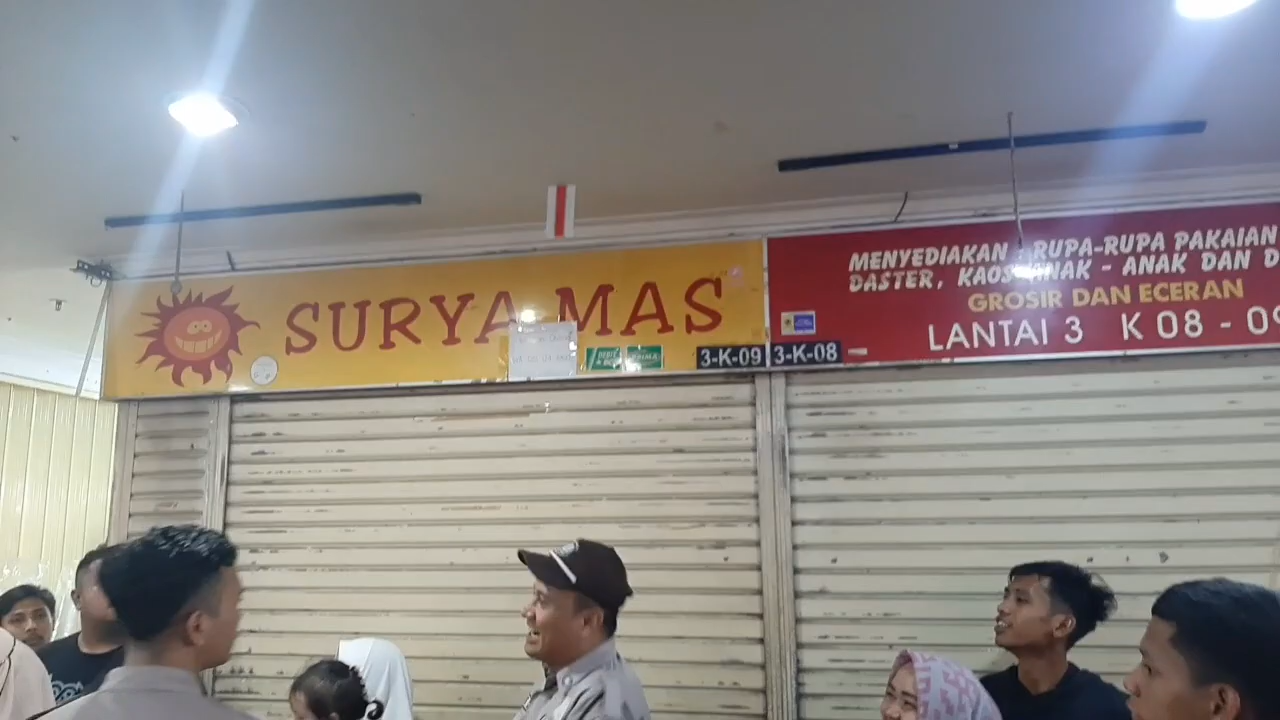 SURYA MAS
3-K-09
3-K-08
MENYEDIAKAN : RUPA-RUPA PAKAIAN
DASTER, KAOS ANAK - ANAK DAN D
GROSIR DAN ECERAN
LANTAI 3 K 08 - 09